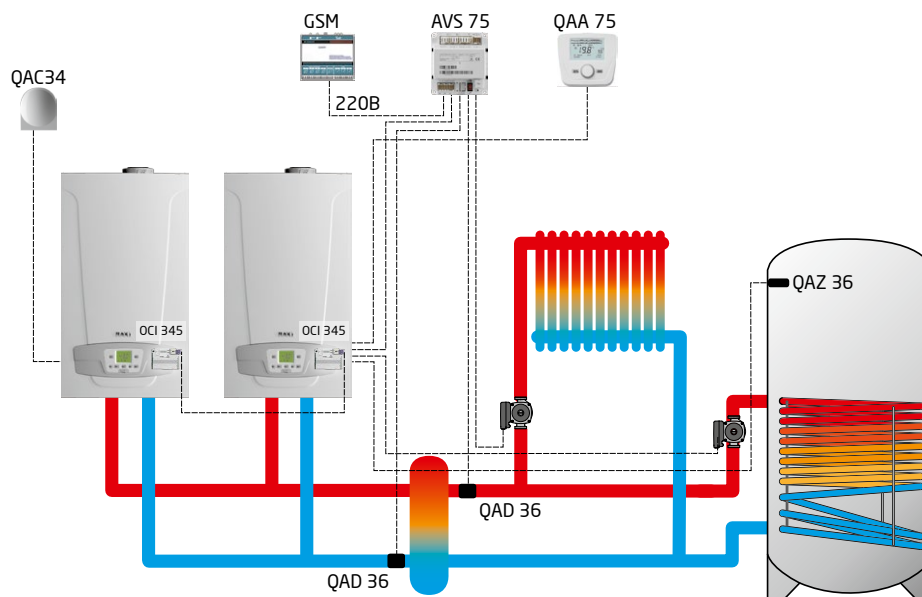 GSM
AVS 75
QAA 75
QAC34
220В
OCI 345
OCI 345
QAZ 36
QAD 36
QAD 36